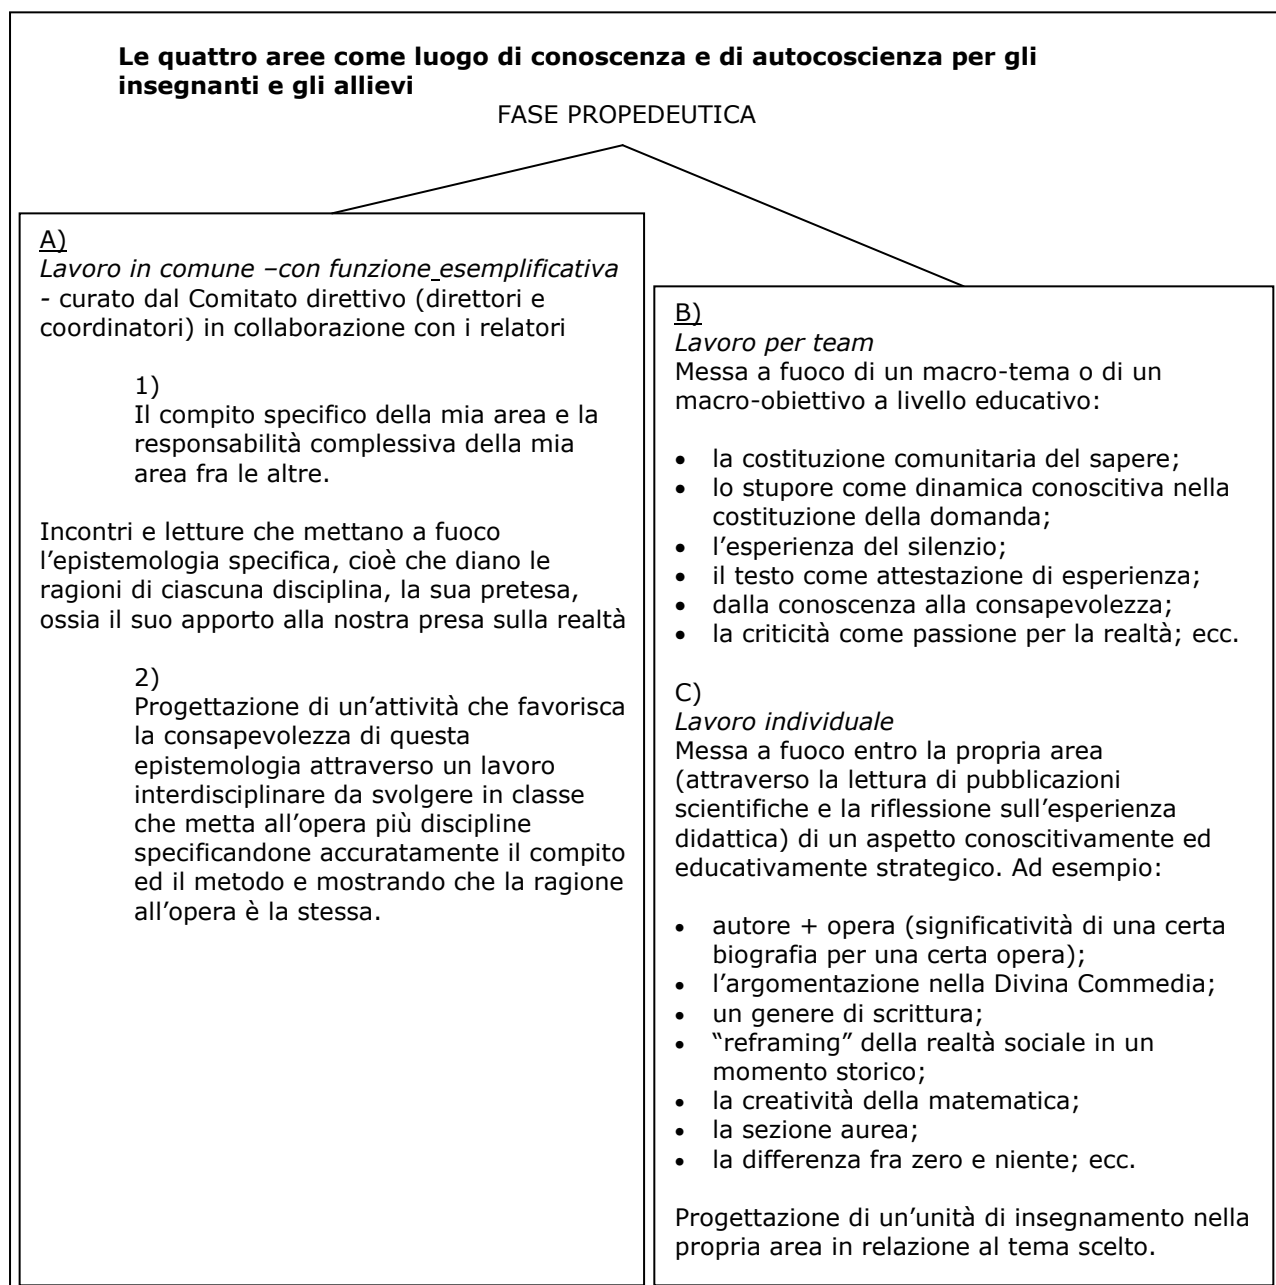 Le quattro aree come luogo di conoscenza e di autocoscienza per gli
insegnanti e gli allievi
FASE PROPEDEUTICA
A)
Lavoro in comune –con funzione esemplificativa
- curato dal Comitato direttivo (direttori e
coordinatori) in collaborazione con i relatori
1)
Il compito specifico della mia area e la
responsabilità complessiva della mia
area fra le altre.
Incontri e letture che mettano a fuoco
l’epistemologia specifica, cioè che diano le
ragioni di ciascuna disciplina, la sua pretesa,
ossia il suo apporto alla nostra presa sulla realtà
2)
Progettazione di un’attività che favorisca
la consapevolezza di questa
epistemologia attraverso un lavoro
interdisciplinare da svolgere in classe
che metta all’opera più discipline
specificandone accuratamente il compito
ed il metodo e mostrando che la ragione
all’opera è la stessa.
B)
Lavoro per team
Messa a fuoco di un macro-tema o di un
macro-obiettivo a livello educativo:
• la costituzione comunitaria del sapere;
• lo stupore come dinamica conoscitiva nella
costituzione della domanda;
• l’esperienza del silenzio;
• il testo come attestazione di esperienza;
• dalla conoscenza alla consapevolezza;
• la criticità come passione per la realtà; ecc.
C)
Lavoro individuale
Messa a fuoco entro la propria area
(attraverso la lettura di pubblicazioni
scientifiche e la riflessione sull’esperienza
didattica) di un aspetto conoscitivamente ed
educativamente strategico. Ad esempio:
• autore + opera (significatività di una certa
biografia per una certa opera);
• l’argomentazione nella Divina Commedia;
• un genere di scrittura;
• “reframing” della realtà sociale in un
momento storico;
• la creatività della matematica;
• la sezione aurea;
• la differenza fra zero e niente; ecc.
Progettazione di un’unità di insegnamento nella
propria area in relazione al tema scelto.